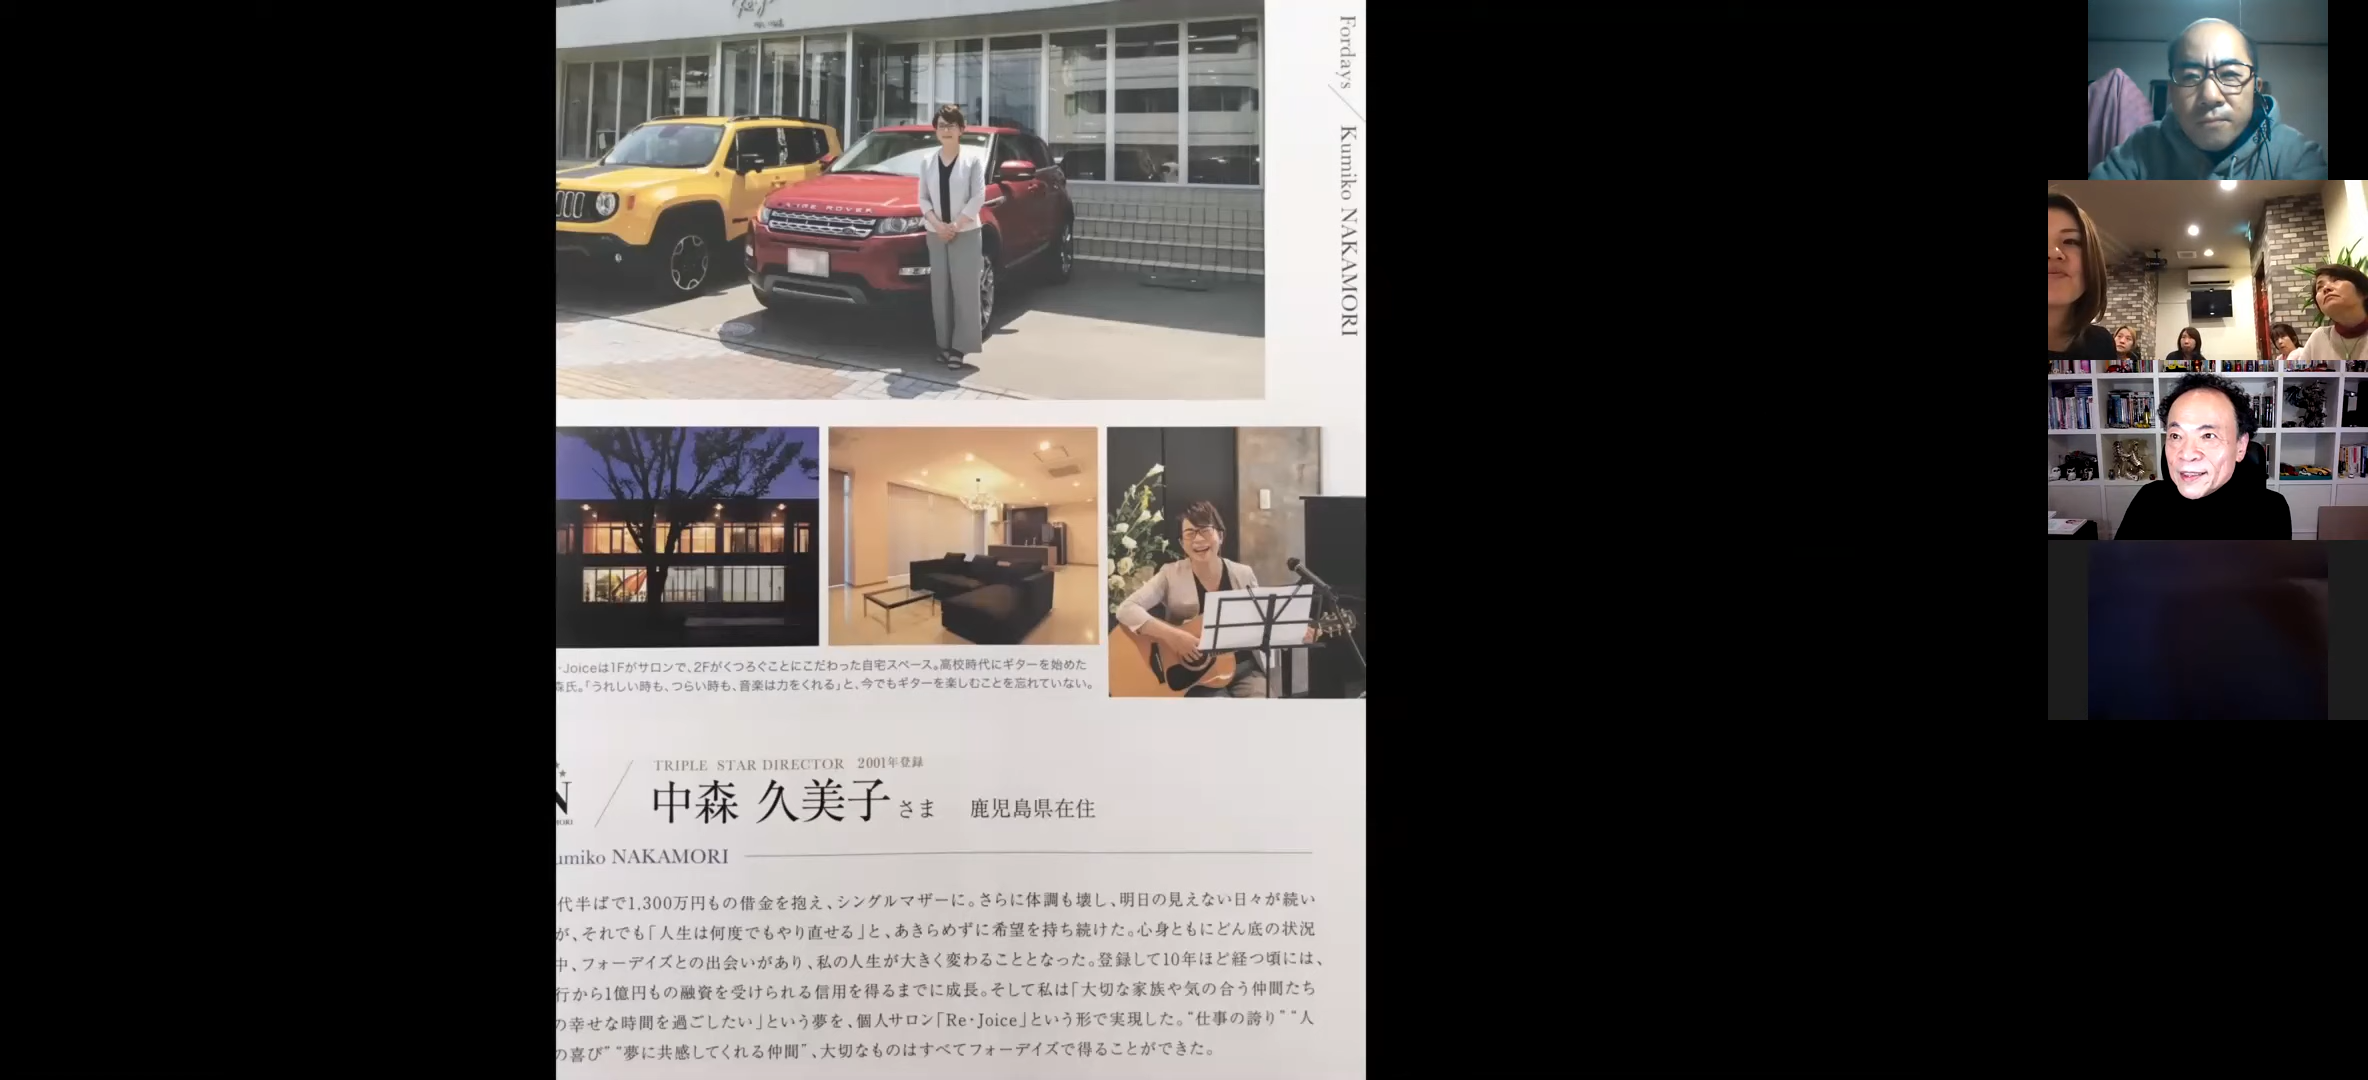 Fordays / Kumiko NAKAMORI
RANGE ROVER
・Joiceは1Fがサロンで、2Fがくつろぐことにこだわった自宅スペース。高校時代にギターを始めた
森氏。「うれしい時も、つらい時も、音楽は力をくれる」と、今でもギターを楽しむことを忘れていない。
TRIPLE STAR DIRECTOR 2001年登録
中森 久美子さま 鹿児島県在住
umiko NAKAMORI
代半ばで1,300万円もの借金を抱え、シングルマザーに。さらに体調も壊し、明日の見えない日々が続い
が、それでも「人生は何度でもやり直せる」と、あきらめずに希望を持ち続けた。心身ともにどん底の状況
中、フォーデイズとの出会いがあり、私の人生が大きく変わることとなった。登録して10年ほど経つ頃には、
行から1億円もの融資を受けられる信用を得るまでに成長。そして私は「大切な家族や気の合う仲間たち
の幸せな時間を過ごしたい」という夢を、個人サロン「Re・Joice」という形で実現した。“仕事の誇り”“人
の喜び”“夢に共感してくれる仲間”、大切なものはすべてフォーデイズで得ることができた。